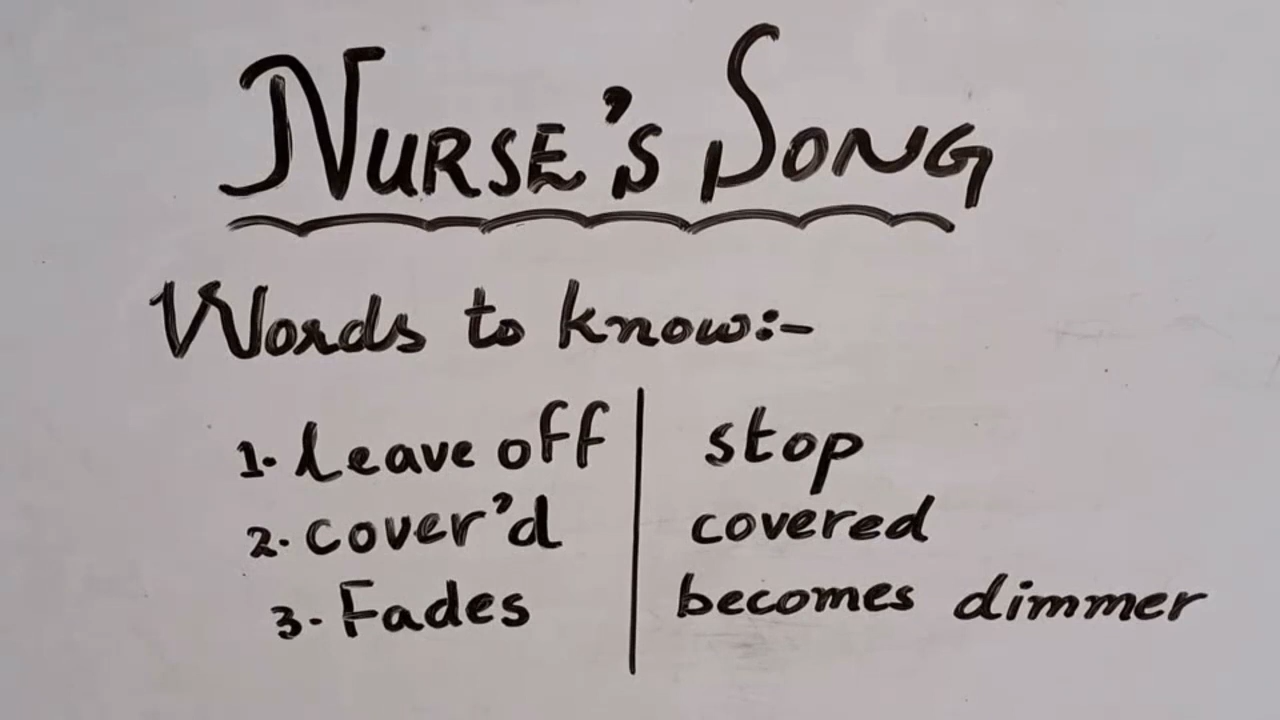 NURSE'S SONG
Words to know:-
1. Leave off | stop
2. cover'd | covered
3. Fades | becomes dimmer